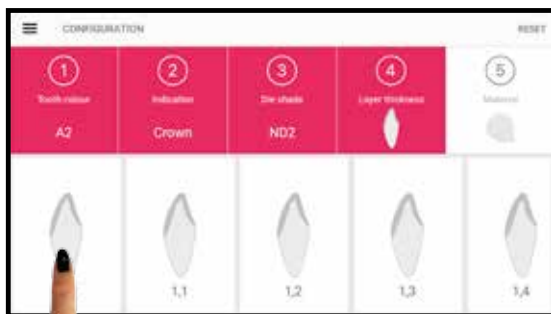 CONFIGURATION
RESET
1
2
3
4
5
Tooth colour
Indication
Die shade
Layer thickness
Material
A2
Crown
ND2
1,1
1,2
1,3
1,4